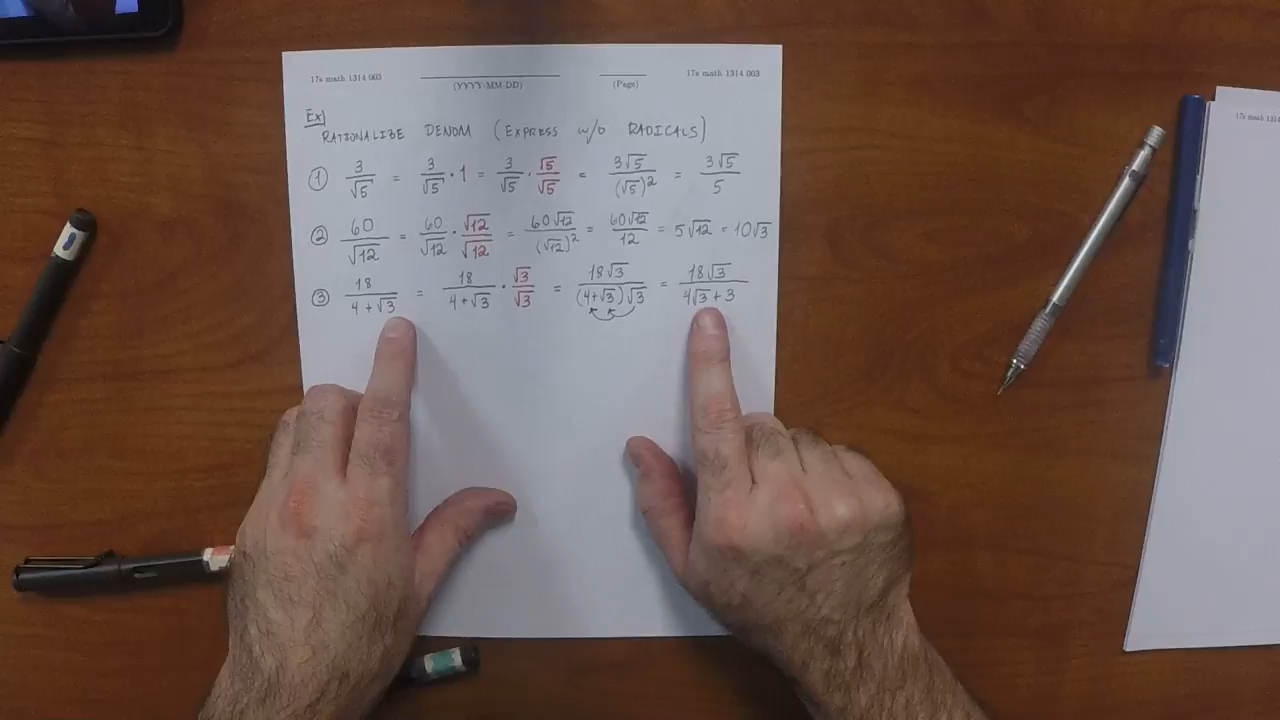 17s math 1314 003 (YYYY-MM-DD) (Page) 17s math 1314 003
Ex)
RATIONALIZE DENOM (EXPRESS w/o RADICALS)
① 3/√5 = 3/√5 · 1 = 3/√5 · √5/√5 = 3√5/(√5)² = 3√5/5
② 60/√12 = 60/√12 · √12/√12 = 60√12/(√12)² = 60√12/12 = 5√12 = 10√3
③ 18/4+√3 = 18/4+√3 · √3/√3 = 18√3/(4+√3)√3 = 18√3/4√3+3
17s math 1314